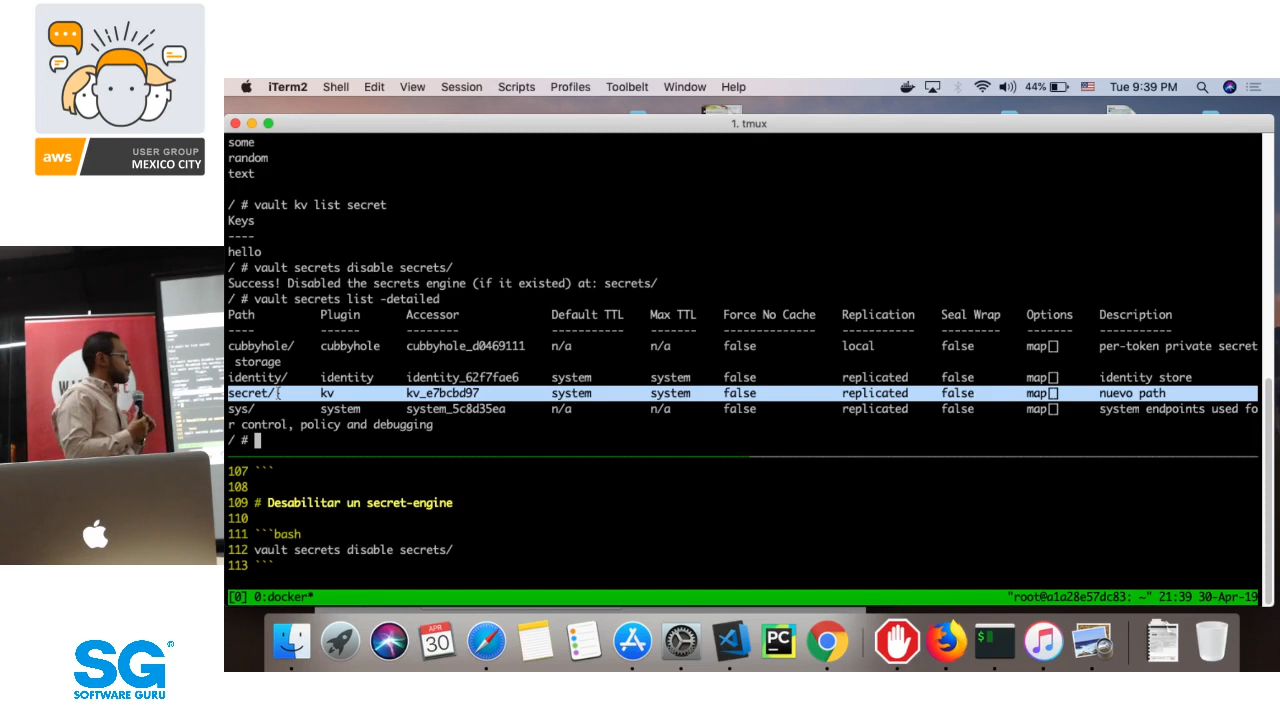 aws
USER GROUP
MEXICO CITY
iTerm2 Shell Edit View Session Scripts Profiles Toolbelt Window Help 44% Tue 9:39 PM
1. tmux
some
random
text
/ # vault kv list secret
Keys
----
hello
/ # vault secrets disable secrets/
Success! Disabled the secrets engine (if it existed) at: secrets/
/ # vault secrets list -detailed
Path Plugin Accessor Default TTL Max TTL Force No Cache Replication Seal Wrap Options Description
---- ------ -------- ----------- ------- -------------- ----------- --------- ------- -----------
cubbyhole/ cubbyhole cubbyhole_d0469111 n/a n/a false local false map[] per-token private secret
storage
identity/ identity identity_62f7fae6 system system false replicated false map[] identity store
secret/ kv kv_e7bcbd97 system system false replicated false map[] nuevo path
sys/ system system_5c8d35ea n/a n/a false replicated false map[] system endpoints used fo
r control, policy and debugging
/ #
107 ```
108
109 # Desabilitar un secret-engine
110
111 ```bash
112 vault secrets disable secrets/
113 ```
[0] 0:docker* "root@a1a28e57dc83: ~" 21:39 30-Apr-19
APR
30
PC
$
SG
SOFTWARE GURU